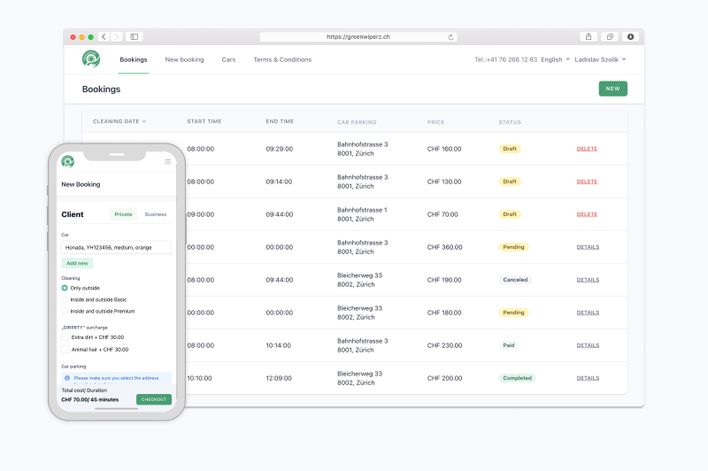 https://greenwiperz.ch
Bookings
New booking
Cars
Terms & Conditions
Tel.:+41 76 266 12 83
English
Ladislav Szolik
Bookings
NEW
CLEANING DATE
START TIME
END TIME
CAR PARKING
PRICE
STATUS
08:00:00
09:29:00
Bahnhofstrasse 3
8001, Zürich
CHF 160.00
Draft
DELETE
08:00:00
09:14:00
Bahnhofstrasse 3
8001, Zürich
CHF 130.00
Draft
DELETE
09:00:00
09:44:00
Bahnhofstrasse 1
8001, Zürich
CHF 70.00
Draft
DELETE
00:00:00
00:00:00
Bahnhofstrasse 3
8001, Zürich
CHF 360.00
Pending
DETAILS
08:00:00
09:44:00
Bleicherweg 33
8002, Zürich
CHF 190.00
Canceled
DETAILS
00:00:00
00:00:00
Bleicherweg 33
8002, Zürich
CHF 180.00
Pending
DETAILS
08:00:00
10:14:00
Bahnhofstrasse 3
8001, Zürich
CHF 230.00
Paid
DETAILS
10:10:00
12:09:00
Bleicherweg 33
8002, Zürich
CHF 200.00
Completed
DETAILS
New Booking
Client
Private
Business
Car
Honada, YH123456, medium, orange
Add new
Cleaning
Only outside
Inside and outside Basic
Inside and outside Premium
„DIRERTY“ surcharge
Extra dirt + CHF 30.00
Animal hair + CHF 30.00
Car parking
Please make sure you select the address
Total cost/ Duration
CHF 70.00/ 45 minutes
CHECKOUT